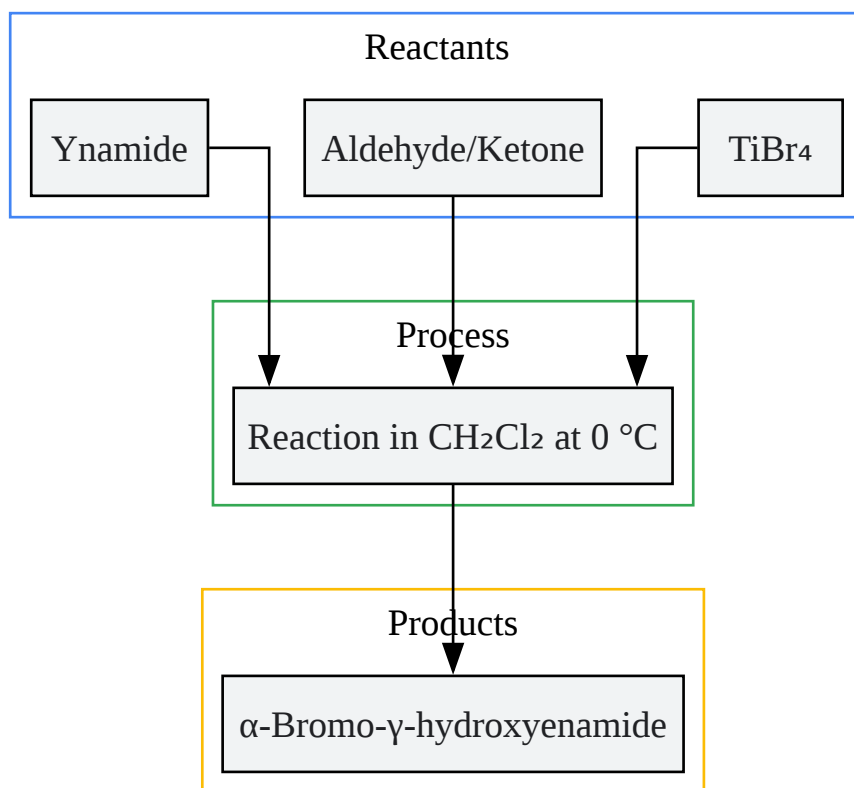 Reactants
Ynamide
Aldehyde/Ketone
TiBr₄
Process
Reaction in CH₂Cl₂ at 0 °C
Products
α-Bromo-γ-hydroxyenamide